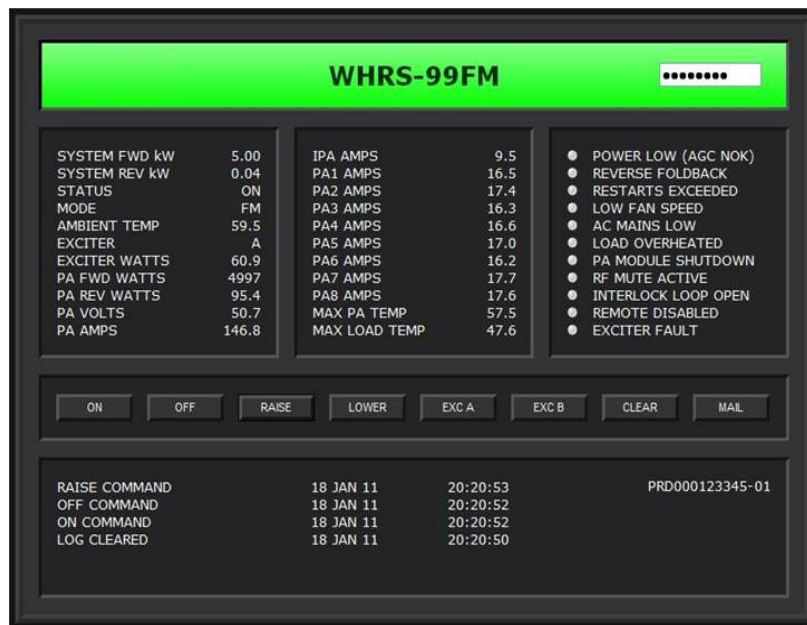 WHRS-99FM
SYSTEM FWD kW 5.00
SYSTEM REV kW 0.04
STATUS ON
MODE FM
AMBIENT TEMP 59.5
EXCITER A
EXCITER WATTS 60.9
PA FWD WATTS 4997
PA REV WATTS 95.4
PA VOLTS 50.7
PA AMPS 146.8
IPA AMPS 9.5
PA1 AMPS 16.5
PA2 AMPS 17.4
PA3 AMPS 16.3
PA4 AMPS 16.6
PA5 AMPS 17.0
PA6 AMPS 16.2
PA7 AMPS 17.7
PA8 AMPS 17.6
MAX PA TEMP 57.5
MAX LOAD TEMP 47.6
POWER LOW (AGC NOK)
REVERSE FOLDBACK
RESTARTS EXCEEDED
LOW FAN SPEED
AC MAINS LOW
LOAD OVERHEATED
PA MODULE SHUTDOWN
RF MUTE ACTIVE
INTERLOCK LOOP OPEN
REMOTE DISABLED
EXCITER FAULT
ON OFF RAISE LOWER EXC A EXC B CLEAR MAIL
RAISE COMMAND 18 JAN 11 20:20:53 PRD000123345-01
OFF COMMAND 18 JAN 11 20:20:52
ON COMMAND 18 JAN 11 20:20:52
LOG CLEARED 18 JAN 11 20:20:50